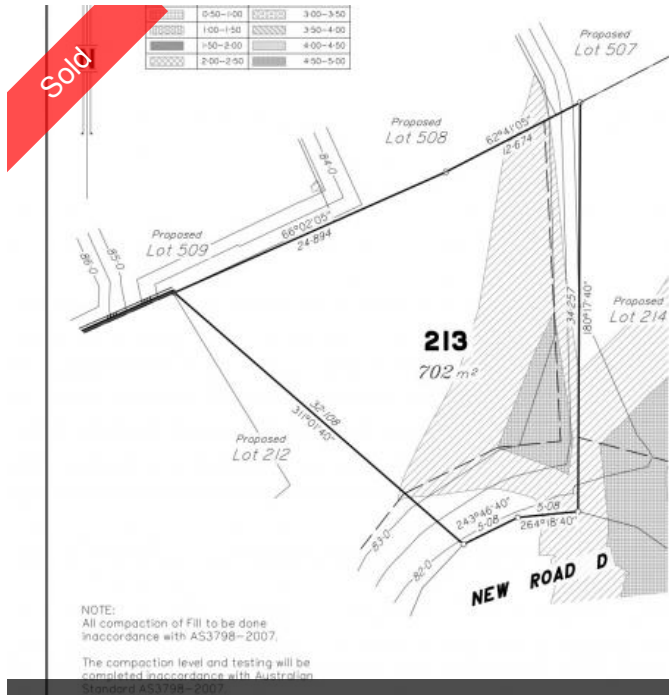 0·50-1·00 3·00-3·50
1·00-1·50 3·50-4·00
1·50-2·00 4·00-4·50
2·00-2·50 4·50-5·00
Sold
Proposed
Lot 507
Proposed
Lot 508
62°41'05"
12·674
84·0
66°02'05"
24·894
Proposed
Lot 509
85·0
86·0
34·257
180°17'40"
Proposed
Lot 214
213
702 m²
32·108
311°01'40"
Proposed
Lot 212
243°46'40"
5·08
5·08
264°18'40"
83·0
82·0
NEW ROAD D
NOTE:
All compaction of Fill to be done
inaccordance with AS3798-2007.
The compaction level and testing will be
completed inaccordance with Australian
Standard AS3798-2007.